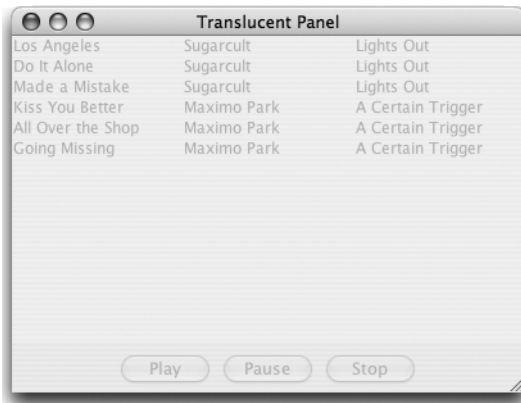 Translucent Panel
Los Angeles Sugarcult Lights Out
Do It Alone Sugarcult Lights Out
Made a Mistake Sugarcult Lights Out
Kiss You Better Maximo Park A Certain Trigger
All Over the Shop Maximo Park A Certain Trigger
Going Missing Maximo Park A Certain Trigger
Play Pause Stop